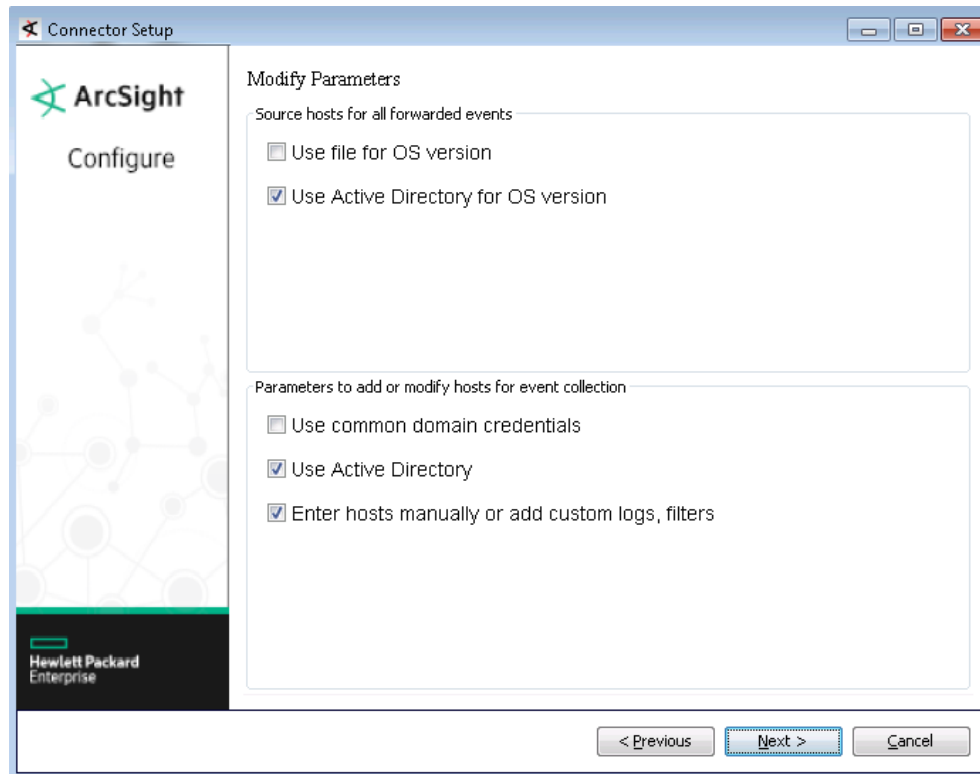 Connector Setup
ArcSight
Configure
Modify Parameters
Source hosts for all forwarded events
Use file for OS version
Use Active Directory for OS version
Parameters to add or modify hosts for event collection
Use common domain credentials
Use Active Directory
Enter hosts manually or add custom logs, filters
Hewlett Packard
Enterprise
< Previous
Next >
Cancel